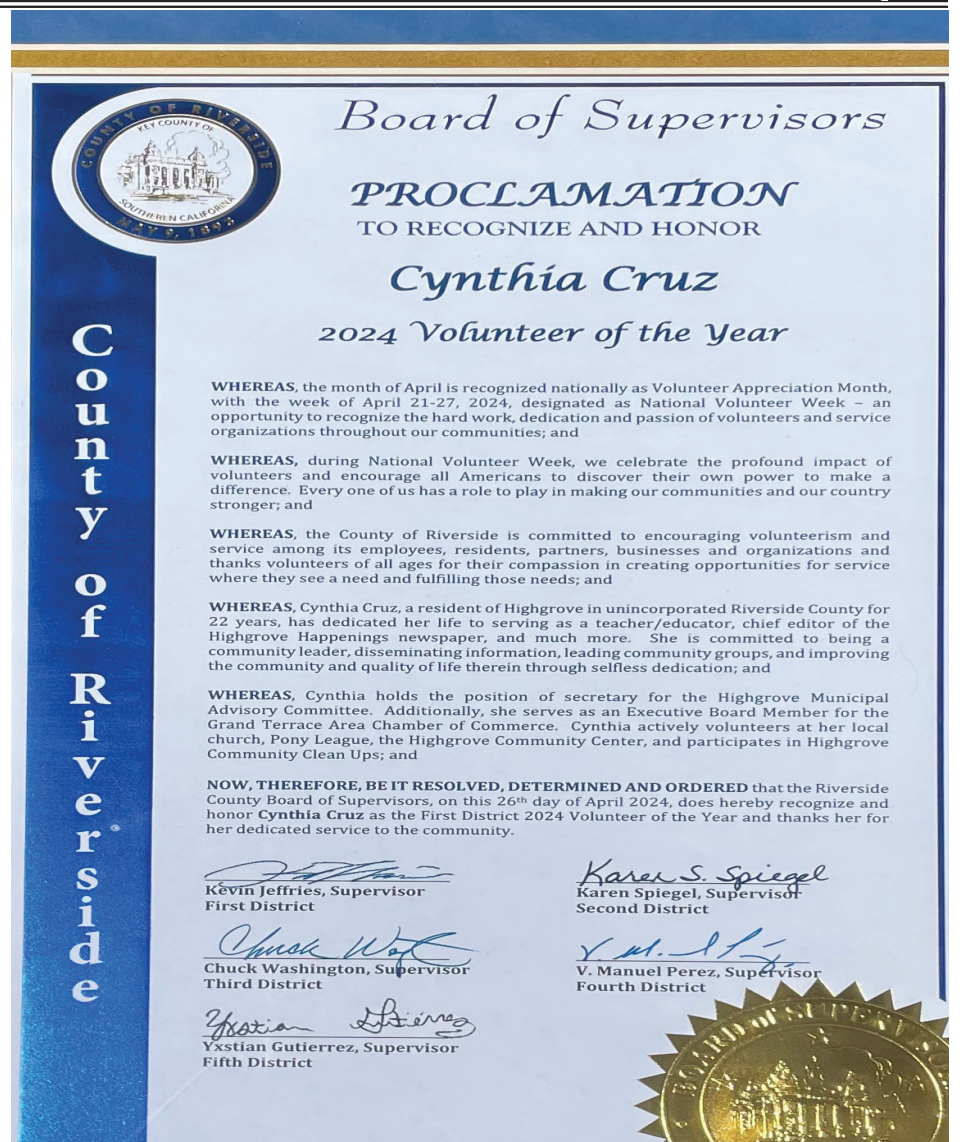 COUNTY OF RIVERSIDE
KEY COUNTY OF
SOUTHEREN CALIFORNIA
MAY 9, 1893
County of Riverside
Board of Supervisors
PROCLAMATION
TO RECOGNIZE AND HONOR
Cynthia Cruz
2024 Volunteer of the Year
WHEREAS, the month of April is recognized nationally as Volunteer Appreciation Month,
with the week of April 21-27, 2024, designated as National Volunteer Week – an
opportunity to recognize the hard work, dedication and passion of volunteers and service
organizations throughout our communities; and
WHEREAS, during National Volunteer Week, we celebrate the profound impact of
volunteers and encourage all Americans to discover their own power to make a
difference. Every one of us has a role to play in making our communities and our country
stronger; and
WHEREAS, the County of Riverside is committed to encouraging volunteerism and
service among its employees, residents, partners, businesses and organizations and
thanks volunteers of all ages for their compassion in creating opportunities for service
where they see a need and fulfilling those needs; and
WHEREAS, Cynthia Cruz, a resident of Highgrove in unincorporated Riverside County for
22 years, has dedicated her life to serving as a teacher/educator, chief editor of the
Highgrove Happenings newspaper, and much more. She is committed to being a
community leader, disseminating information, leading community groups, and improving
the community and quality of life therein through selfless dedication; and
WHEREAS, Cynthia holds the position of secretary for the Highgrove Municipal
Advisory Committee. Additionally, she serves as an Executive Board Member for the
Grand Terrace Area Chamber of Commerce. Cynthia actively volunteers at her local
church, Pony League, the Highgrove Community Center, and participates in Highgrove
Community Clean Ups; and
NOW, THEREFORE, BE IT RESOLVED, DETERMINED AND ORDERED that the Riverside
County Board of Supervisors, on this 26th day of April 2024, does hereby recognize and
honor Cynthia Cruz as the First District 2024 Volunteer of the Year and thanks her for
her dedicated service to the community.
Kevin Jeffries, Supervisor
First District
Karen S. Spiegel
Karen Spiegel, Supervisor
Second District
Chuck Washington, Supervisor
Third District
V. Manuel Perez, Supervisor
Fourth District
Yxstian Gutiérrez
Yxstian Gutierrez, Supervisor
Fifth District
BOARD OF SUPERVISO